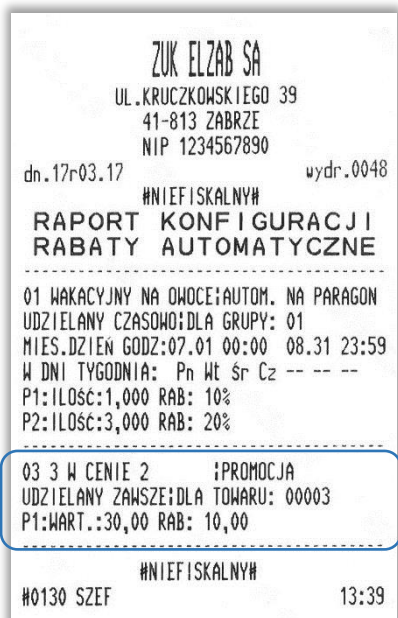 ZUK ELZAB SA
UL.KRUCZKOWSKIEGO 39
41-813 ZABRZE
NIP 1234567890
dn.17r03.17 wydr.0048
#NIEFISKALNY#
RAPORT KONFIGURACJI
RABATY AUTOMATYCZNE
01 WAKACYJNY NA OWOCE¦AUTOM. NA PARAGON
UDZIELANY CZASOWO¦DLA GRUPY: 01
MIES.DZIEŃ GODZ:07.01 00:00 08.31 23:59
W DNI TYGODNIA: Pn Wt Śr Cz -- -- --
P1:ILOŚĆ:1,000 RAB: 10%
P2:ILOŚĆ:3,000 RAB: 20%
03 3 W CENIE 2 ¦PROMOCJA
UDZIELANY ZAWSZE¦DLA TOWARU: 00003
P1:WART.:30,00 RAB: 10,00
#NIEFISKALNY#
#0130 SZEF 13:39